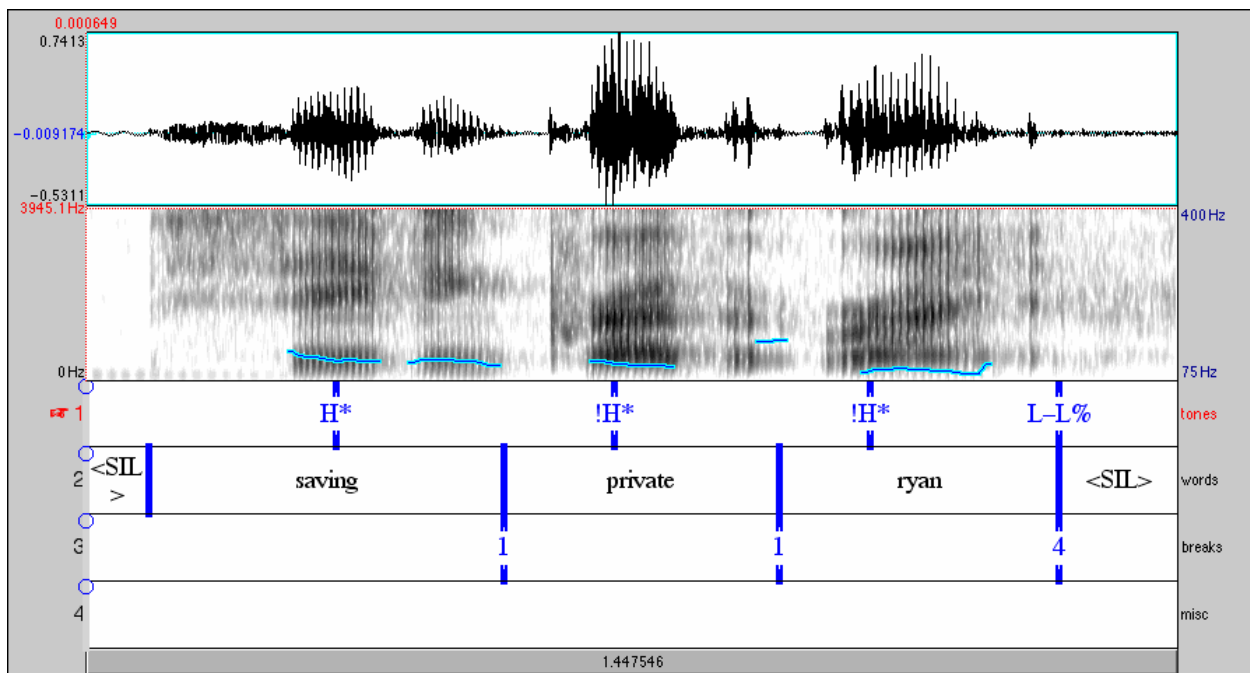 0.000649
0.7413
−0.009174
−0.5311
3945.1Hz
400Hz
0Hz
75Hz
1 H* !H* !H* L−L% tones
2 <SIL> saving private ryan <SIL> words
3 1 1 4 breaks
4 misc
1.447546